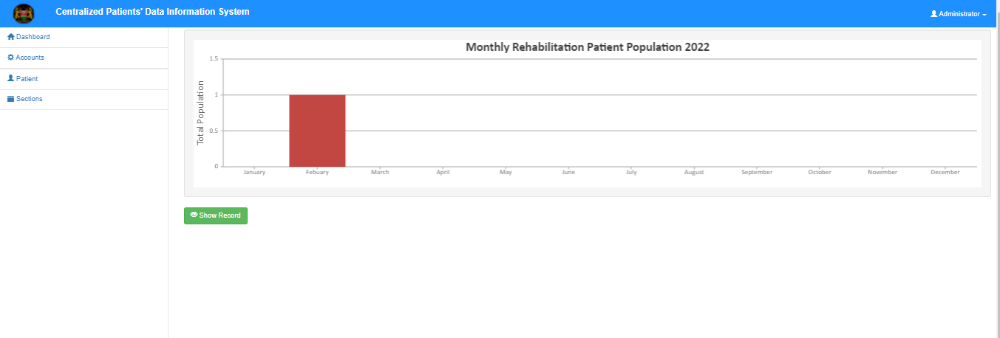 Centralized Patients' Data Information System
Administrator
Dashboard
Accounts
Patient
Sections
Monthly Rehabilitation Patient Population 2022
Total Population
1.5
1
0.5
0
January Febuary March April May June July August September October November December
Show Record